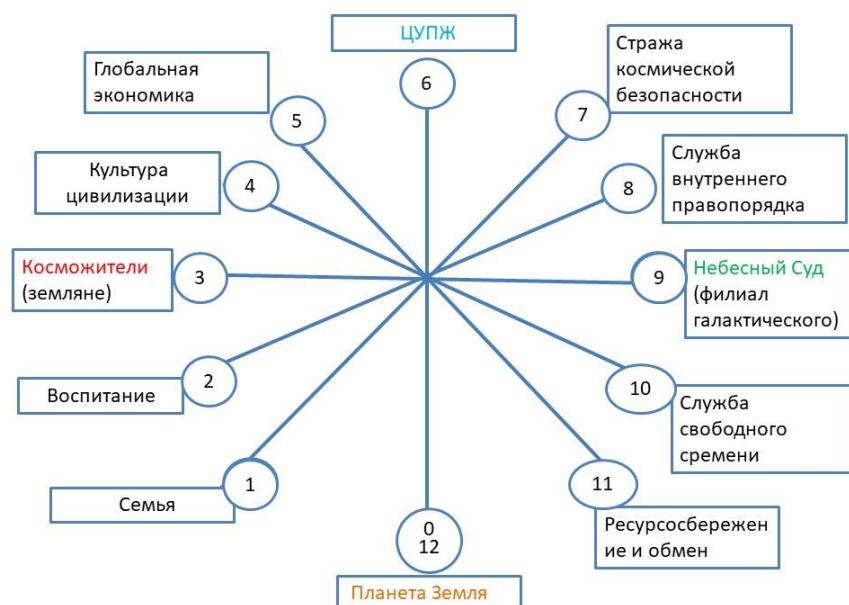 ЦУПЖ
6
Глобальная
экономика
5
Стража
космической
безопасности
7
Культура
цивилизации
4
Служба
внутреннего
правопорядка
8
Косможители
(земляне)
3
Небесный Суд
(филиал
галактического)
9
Воспитание
2
10
Служба
свободного
сремени
Семья
1
11
Ресурсосбережен
ие и обмен
0
12
Планета Земля